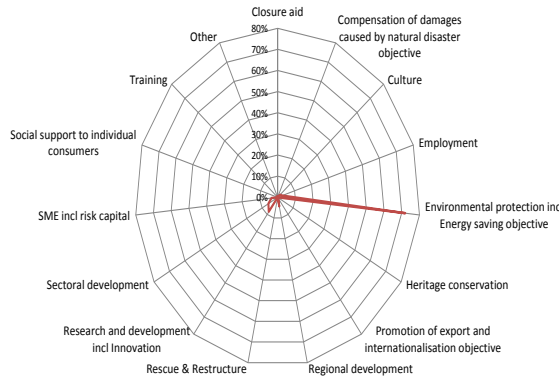 Closure aid
Compensation of damages
caused by natural disaster
objective
Culture
Employment
Environmental protection inc
Energy saving objective
Heritage conservation
Promotion of export and
internationalisation objective
Regional development
Rescue & Restructure
Research and development
incl Innovation
Sectoral development
SME incl risk capital
Social support to individual
consumers
Training
Other
80%
70%
60%
50%
40%
30%
20%
10%
0%